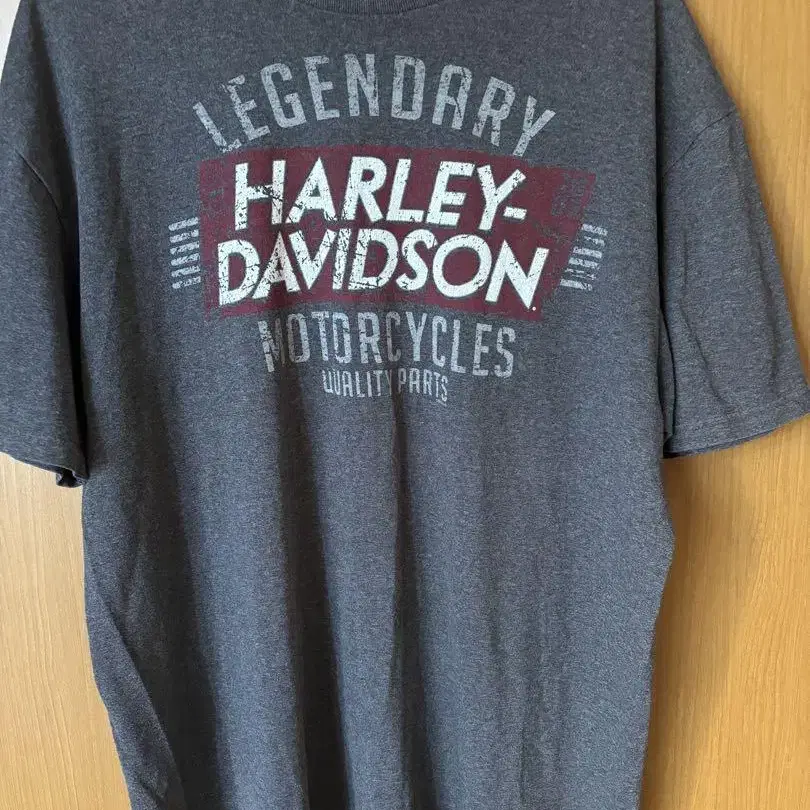 LEGENDARY
HARLEY-
DAVIDSON
MOTORCYCLES
QUALITY PARTS